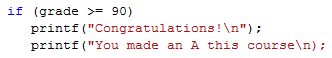 if (grade >= 90)
printf("Congratulations!\n");
printf("You made an A this course\n);